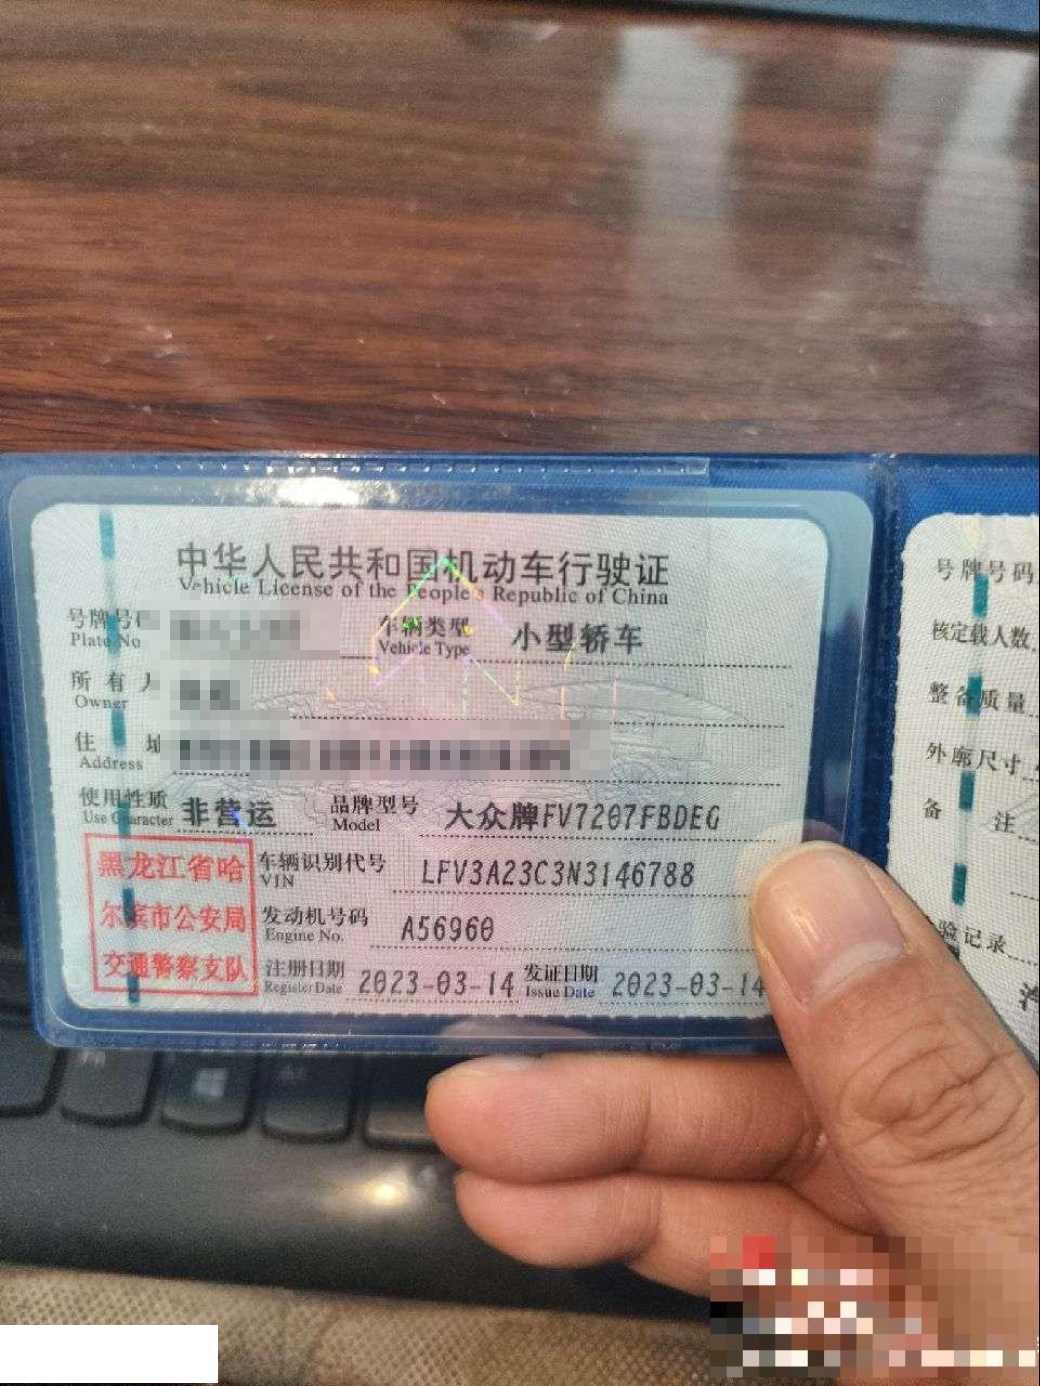 中华人民共和国机动车行驶证
Vehicle License of the People's Republic of China
号牌号码
Plate No
车辆类型 小型轿车
Vehicle Type
所有人
Owner
住址
Address
使用性质 非营运
Use Character
品牌型号 大众牌FV7207FBDEG
Model
车辆识别代号 LFV3A23C3N3146788
VIN
发动机号码 A56960
Engine No.
注册日期 2023-03-14
Register Date
发证日期 2023-03-14
Issue Date
黑龙江省哈
尔滨市公安局
交通警察支队
号牌号码
核定载人数
整备质量
外廓尺寸
备注
验记录